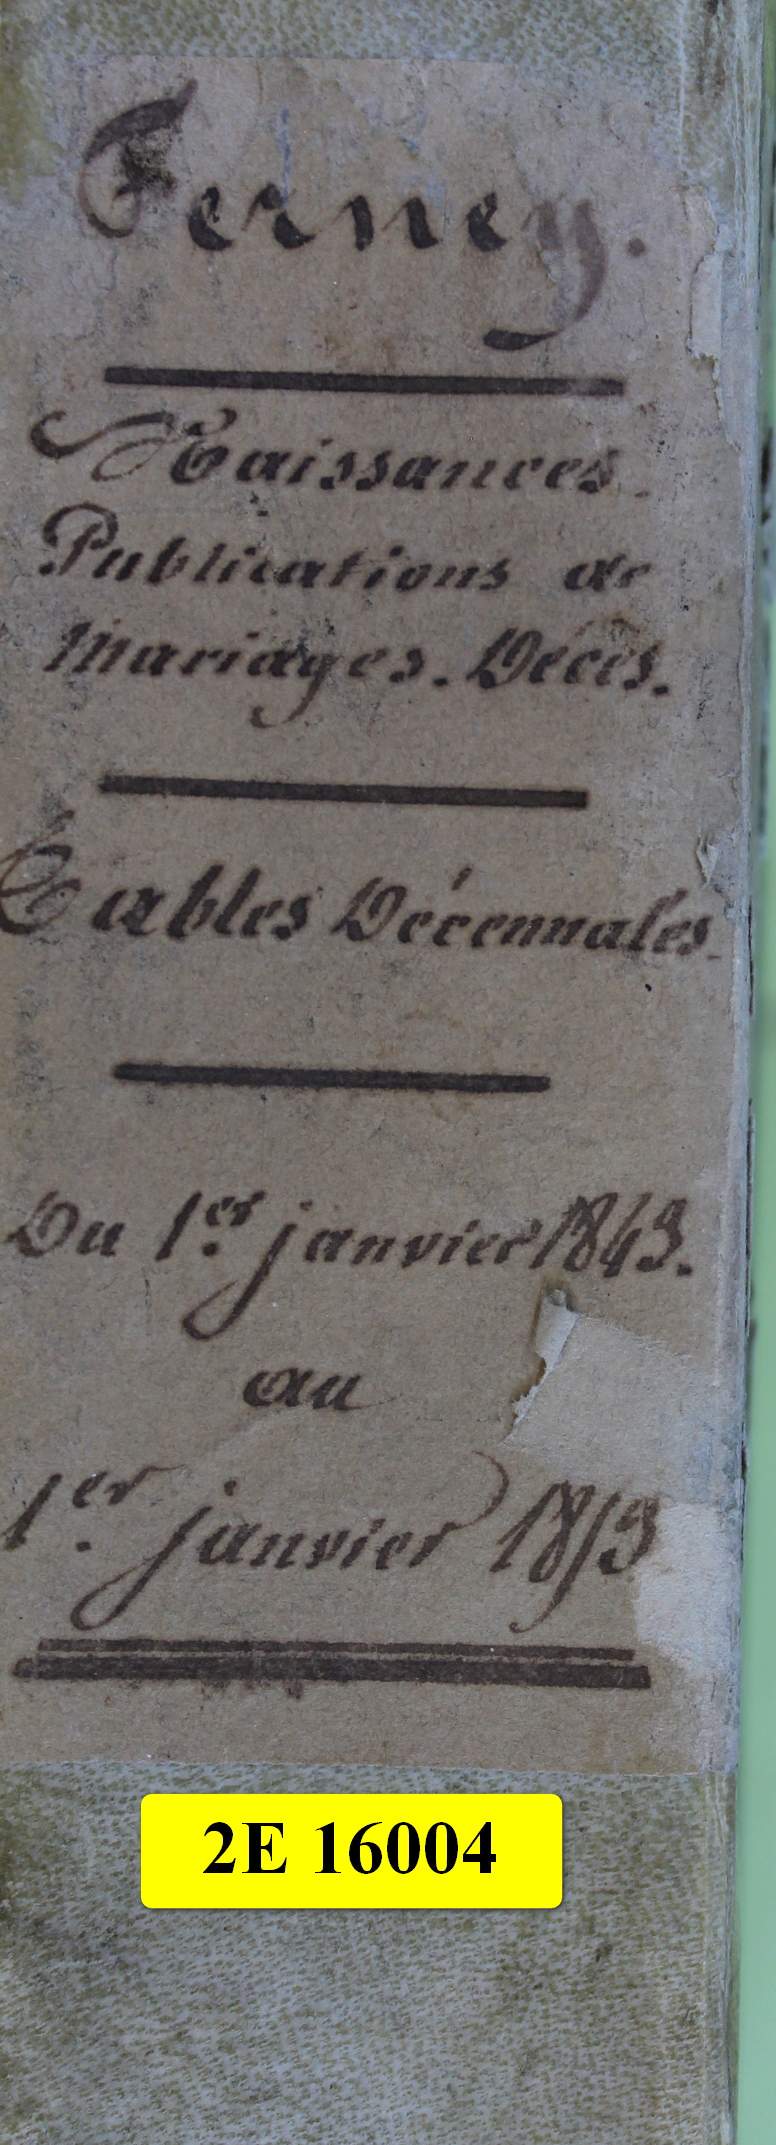 Ferney.
Naissances.
Publications de
Mariages. Décès.
Tables Décennales.
Du 1er janvier 1843.
au
1er janvier 1853
2E 16004